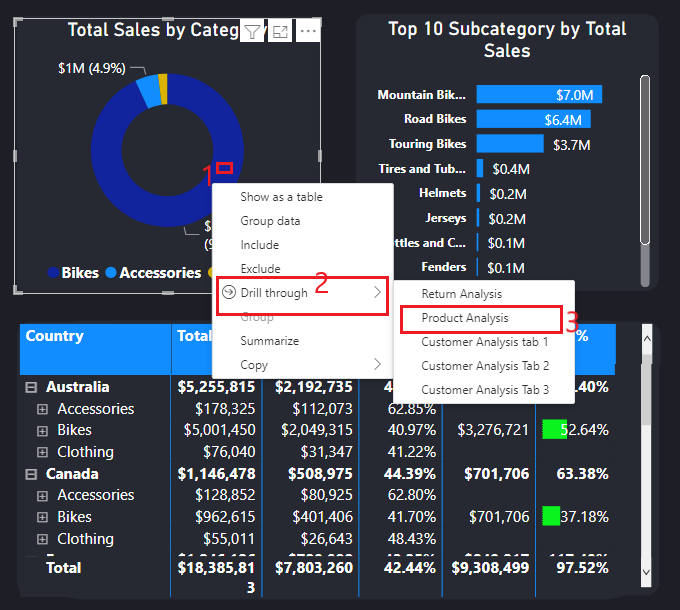 Total Sales by Categ
$1M (4.9%)
1
$
(9
Bikes Accessories
Top 10 Subcategory by Total
Sales
Mountain Bik... $7.0M
Road Bikes $6.4M
Touring Bikes $3.7M
Tires and Tub... $0.4M
Helmets $0.2M
Jerseys $0.2M
ttles and C... $0.1M
Fenders $0.1M
Show as a table
Group data
Include
Exclude
2
Drill through
Group
Summarize
Copy
Return Analysis
Product Analysis
3
Customer Analysis tab 1
Customer Analysis Tab 2
Customer Analysis Tab 3
Country Total %
Australia $5,255,815 $2,192,735 4 .40%
Accessories $178,325 $112,073 62.85%
Bikes $5,001,450 $2,049,315 40.97% $3,276,721 52.64%
Clothing $76,040 $31,347 41.22%
Canada $1,146,478 $508,975 44.39% $701,706 63.38%
Accessories $128,852 $80,925 62.80%
Bikes $962,615 $401,406 41.70% $701,706 37.18%
Clothing $55,011 $26,643 48.43%
Total $18,385,81 $7,803,260 42.44% $9,308,499 97.52%
3